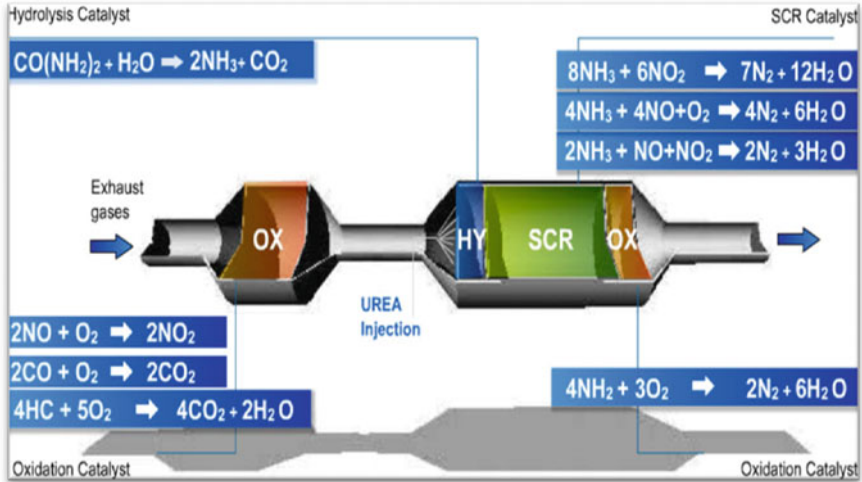 Hydrolysis Catalyst
SCR Catalyst
CO(NH₂)₂ + H₂O ➡ 2NH₃+ CO₂
8NH₃ + 6NO₂ ➡ 7N₂ + 12H₂O
4NH₃ + 4NO+O₂ ➡ 4N₂ + 6H₂O
2NH₃ + NO+NO₂ ➡ 2N₂ + 3H₂O
Exhaust
gases
OX
HY
SCR
OX
UREA
Injection
2NO + O₂ ➡ 2NO₂
2CO + O₂ ➡ 2CO₂
4HC + 5O₂ ➡ 4CO₂ + 2H₂O
4NH₂ + 3O₂ ➡ 2N₂ + 6H₂O
Oxidation Catalyst
Oxidation Catalyst